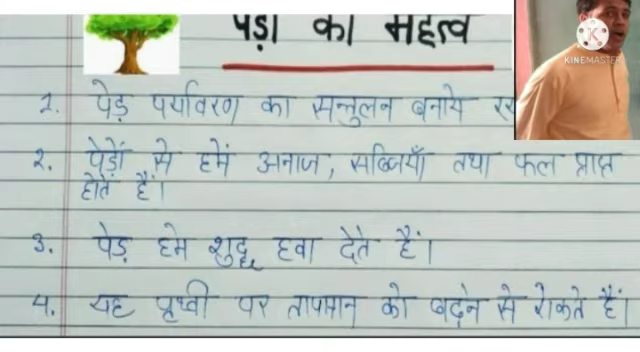 पेड़ों का महत्व
KINEMASTER
1. पेड़ पर्यावरण का सन्तुलन बनाये
2. पेड़ों से हमें अनाज, सब्जियाँ तथा फल प्राप्त
होते हैं।
3. पेड़ हमे शुद्ध हवा देते हैं।
4. यह पृथ्वी पर तापमान को बढ़ने से रोकते हैं।